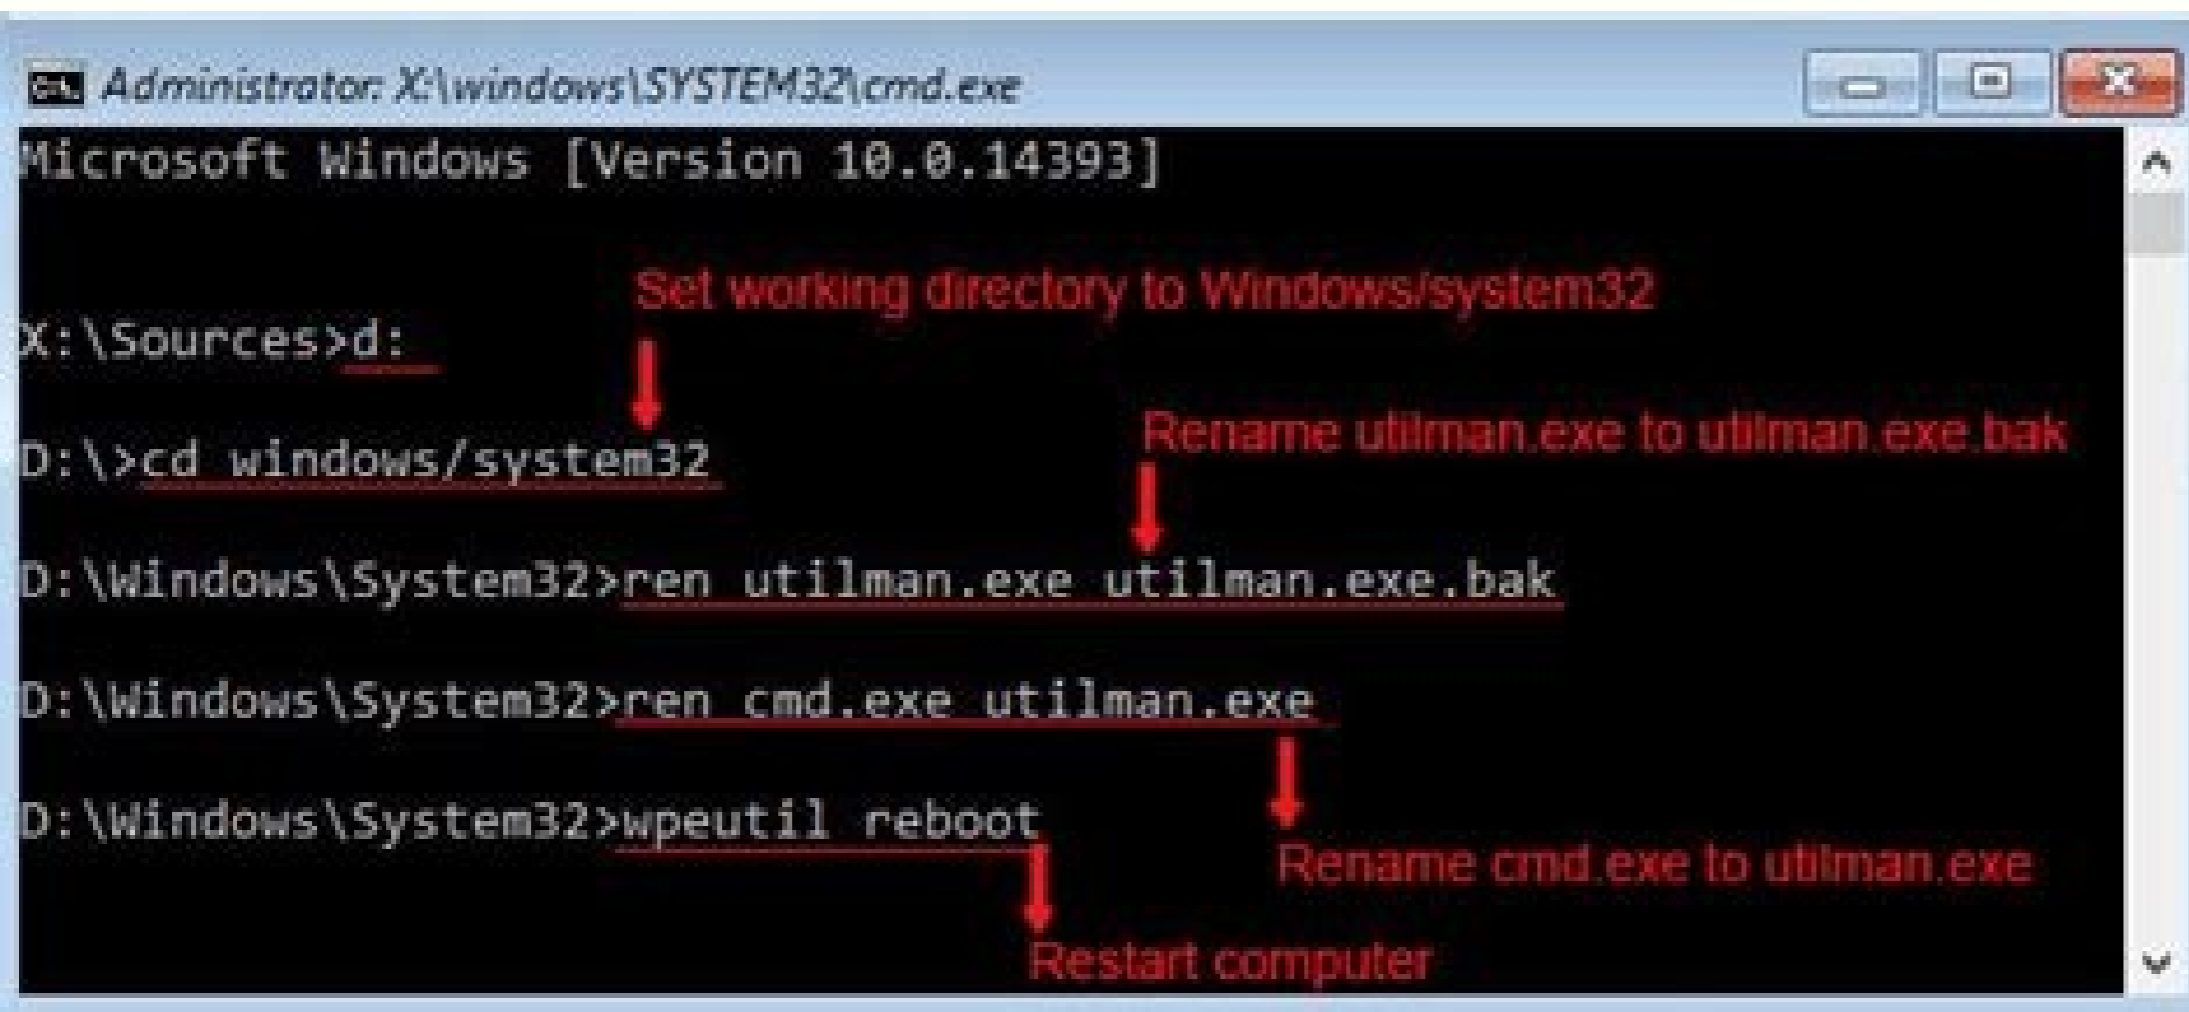 Administrator: X:\windows\SYSTEM32\cmd.exe
Microsoft Windows [Version 10.0.14393]
Set working directory to Windows/system32
X:\Sources>d:
Rename utilman.exe to utilman.exe.bak
D:\>cd windows/system32
D:\Windows\System32>ren utilman.exe utilman.exe.bak
D:\Windows\System32>ren cmd.exe utilman.exe
D:\Windows\System32>wpeutil reboot
Rename cmd.exe to utilman.exe
Restart computer